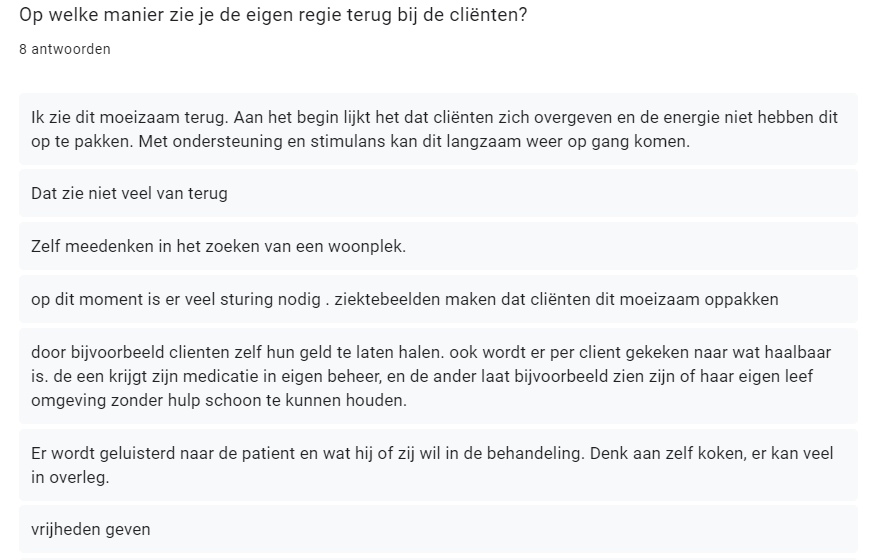 Op welke manier zie je de eigen regie terug bij de cliënten?
8 antwoorden
Ik zie dit moeizaam terug. Aan het begin lijkt het dat cliënten zich overgeven en de energie niet hebben dit
op te pakken. Met ondersteuning en stimulans kan dit langzaam weer op gang komen.
Dat zie niet veel van terug
Zelf meedenken in het zoeken van een woonplek.
op dit moment is er veel sturing nodig . ziektebeelden maken dat cliënten dit moeizaam oppakken
door bijvoorbeeld clienten zelf hun geld te laten halen. ook wordt er per client gekeken naar wat haalbaar
is. de een krijgt zijn medicatie in eigen beheer, en de ander laat bijvoorbeeld zien zijn of haar eigen leef
omgeving zonder hulp schoon te kunnen houden.
Er wordt geluisterd naar de patient en wat hij of zij wil in de behandeling. Denk aan zelf koken, er kan veel
in overleg.
vrijheden geven